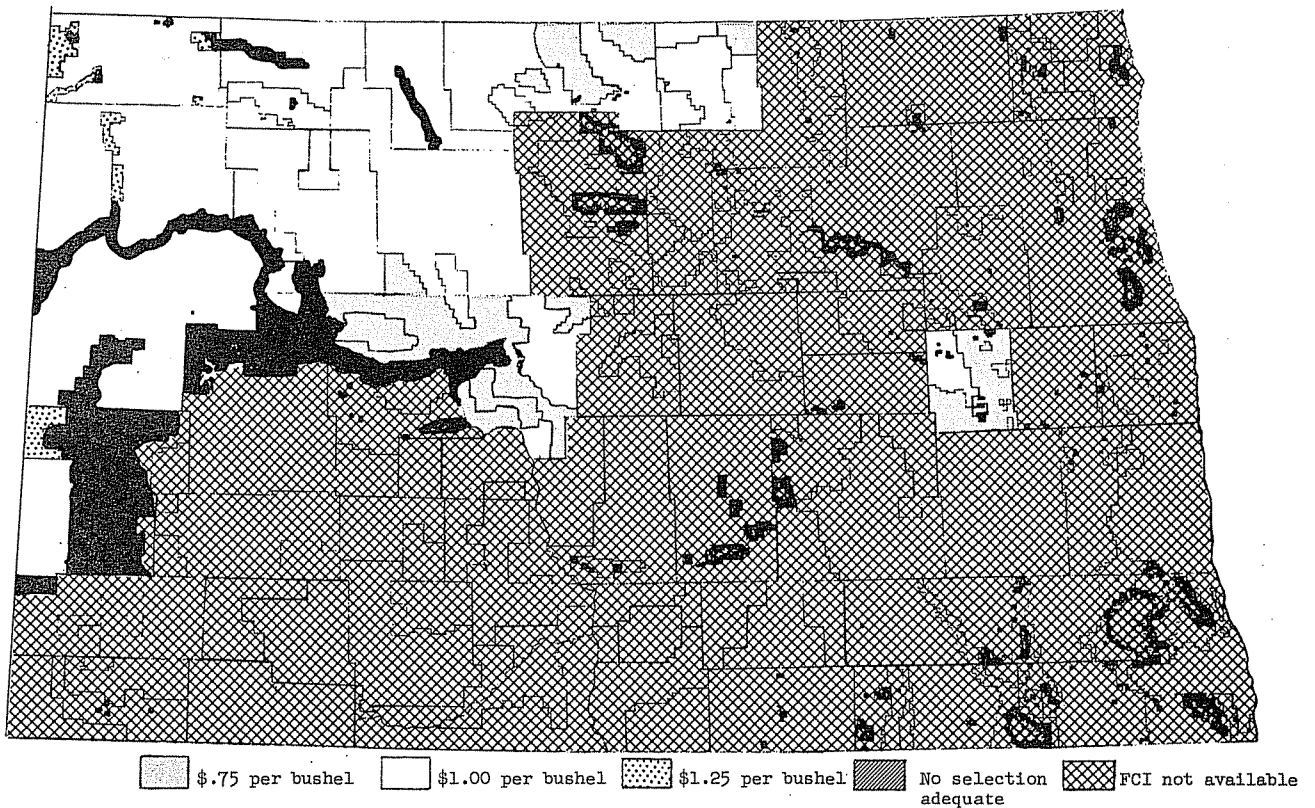 $.75 per bushel
$1.00 per bushel
$1.25 per bushel
No selection
adequate
FCI not available